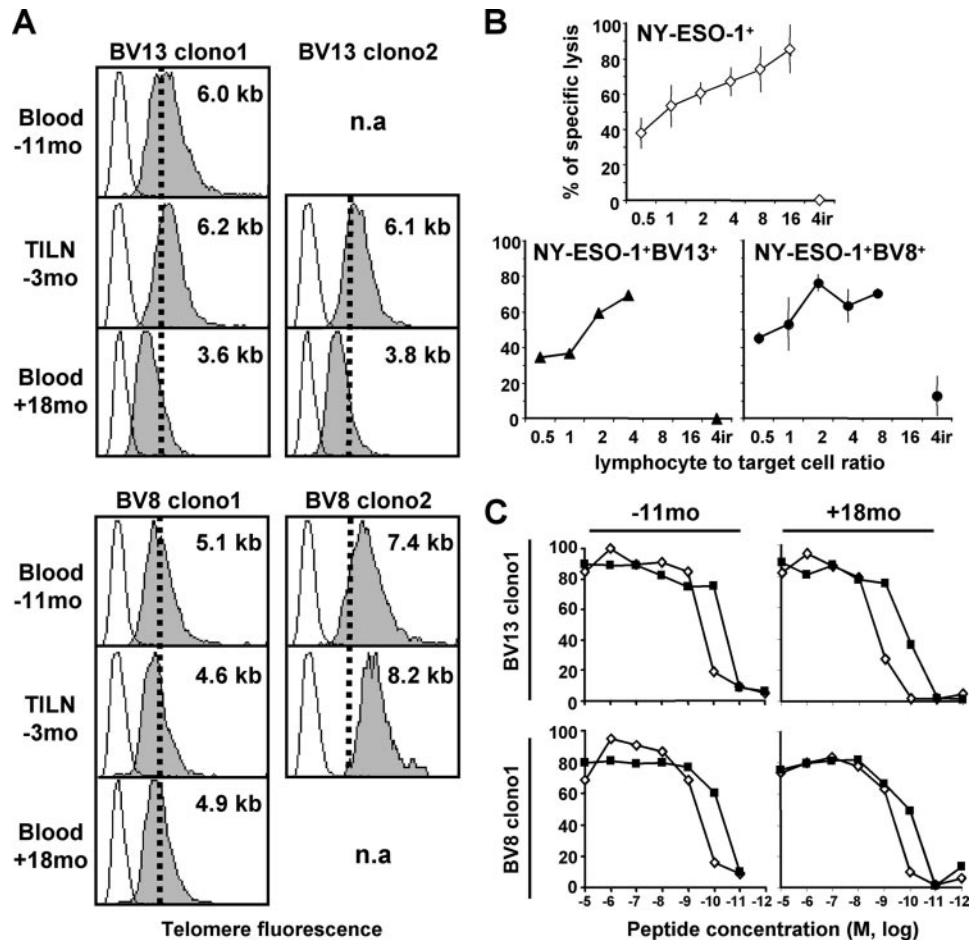 A
BV13 clono1 BV13 clono2
Blood -11mo
6.0 kb
n.a
TILN -3mo
6.2 kb
6.1 kb
Blood +18mo
3.6 kb
3.8 kb
BV8 clono1 BV8 clono2
Blood -11mo
5.1 kb
7.4 kb
TILN -3mo
4.6 kb
8.2 kb
Blood +18mo
4.9 kb
n.a
Telomere fluorescence
B
NY-ESO-1+
% of specific lysis
100
80
60
40
20
0
0.5 1 2 4 8 16 4ir
NY-ESO-1+BV13+ NY-ESO-1+BV8+
100
80
60
40
20
0
0.5 1 2 4 8 16 4ir 0.5 1 2 4 8 16 4ir
lymphocyte to target cell ratio
C
-11mo +18mo
BV13 clono1
100
80
60
40
20
0
BV8 clono1
100
80
60
40
20
0
-5 -6 -7 -8 -9 -10 -11 -12 -5 -6 -7 -8 -9 -10 -11 -12
Peptide concentration (M, log)